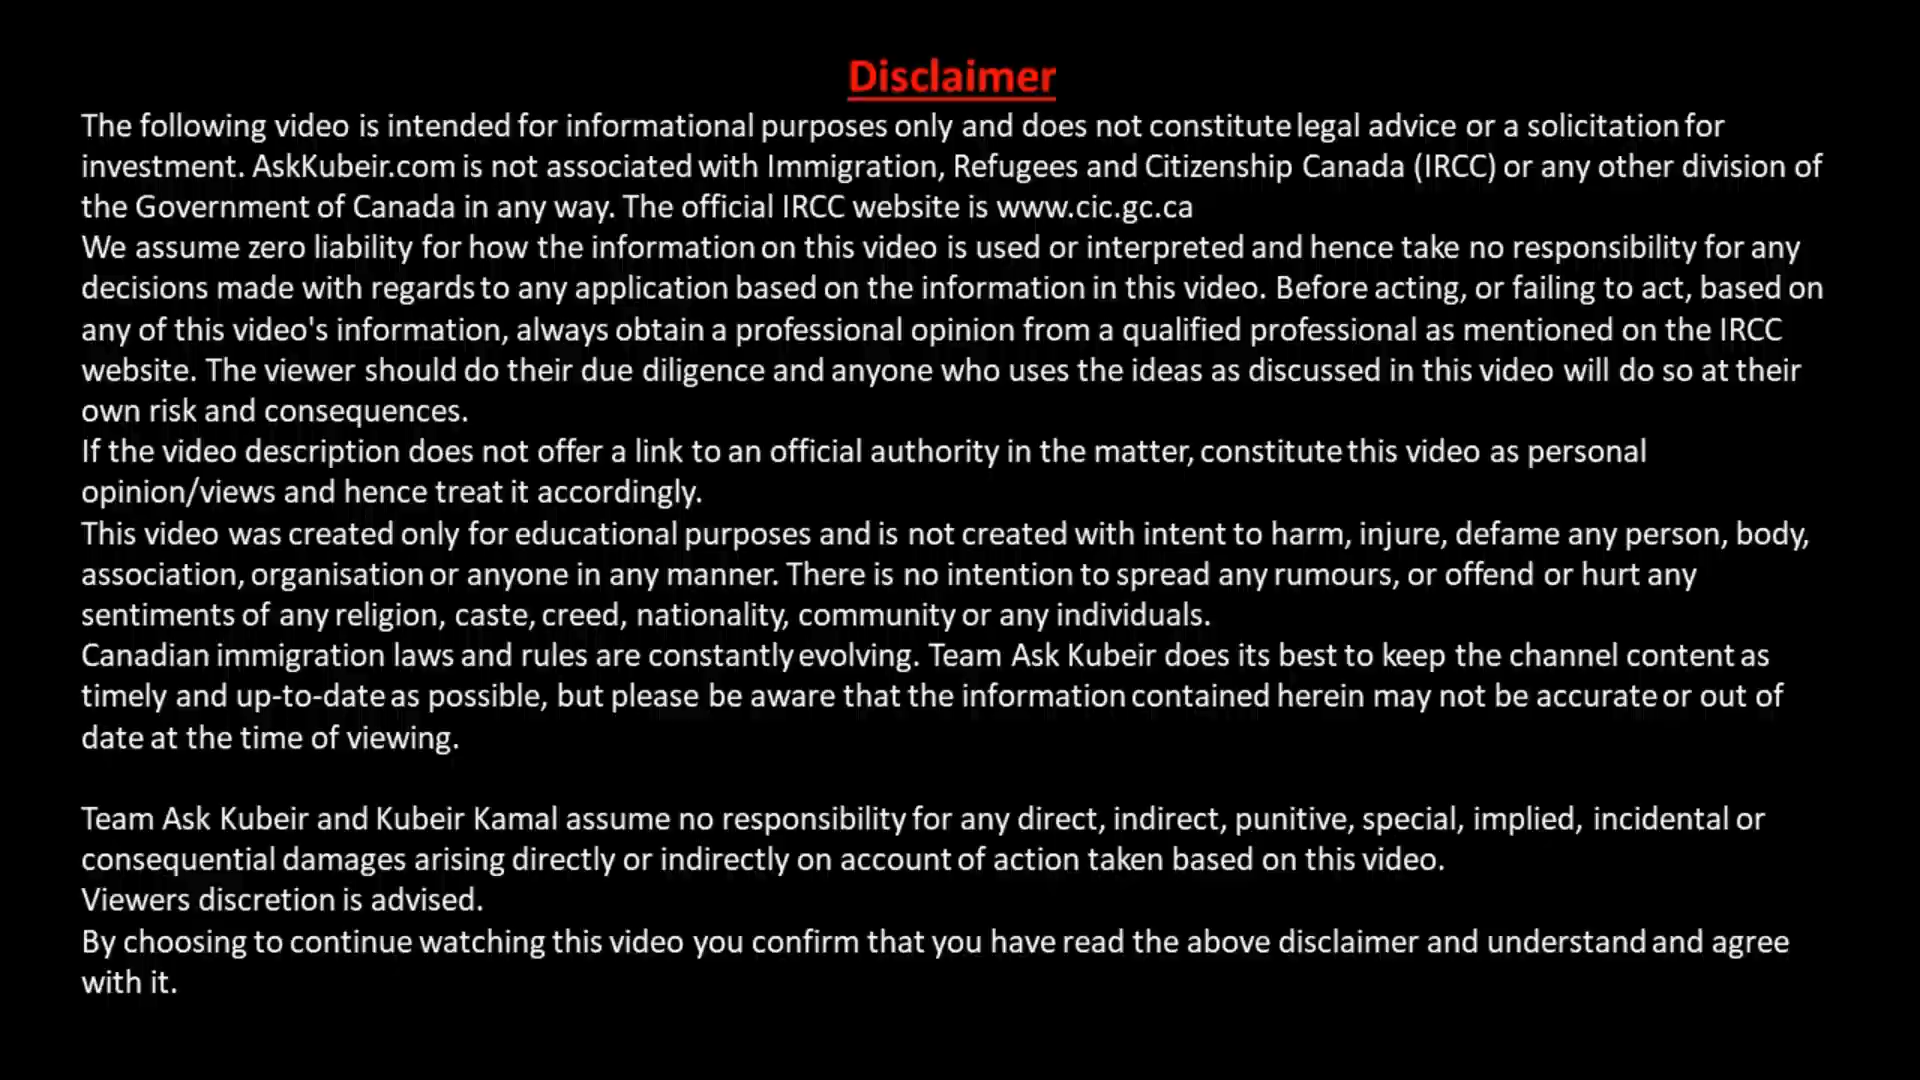 Disclaimer
The following video is intended for informational purposes only and does not constitute legal advice or a solicitation for
investment. AskKubeir.com is not associated with Immigration, Refugees and Citizenship Canada (IRCC) or any other division of
the Government of Canada in any way. The official IRCC website is www.cic.gc.ca
We assume zero liability for how the information on this video is used or interpreted and hence take no responsibility for any
decisions made with regards to any application based on the information in this video. Before acting, or failing to act, based on
any of this video's information, always obtain a professional opinion from a qualified professional as mentioned on the IRCC
website. The viewer should do their due diligence and anyone who uses the ideas as discussed in this video will do so at their
own risk and consequences.
If the video description does not offer a link to an official authority in the matter, constitute this video as personal
opinion/views and hence treat it accordingly.
This video was created only for educational purposes and is not created with intent to harm, injure, defame any person, body,
association, organisation or anyone in any manner. There is no intention to spread any rumours, or offend or hurt any
sentiments of any religion, caste, creed, nationality, community or any individuals.
Canadian immigration laws and rules are constantly evolving. Team Ask Kubeir does its best to keep the channel content as
timely and up-to-date as possible, but please be aware that the information contained herein may not be accurate or out of
date at the time of viewing.
Team Ask Kubeir and Kubeir Kamal assume no responsibility for any direct, indirect, punitive, special, implied, incidental or
consequential damages arising directly or indirectly on account of action taken based on this video.
Viewers discretion is advised.
By choosing to continue watching this video you confirm that you have read the above disclaimer and understand and agree
with it.